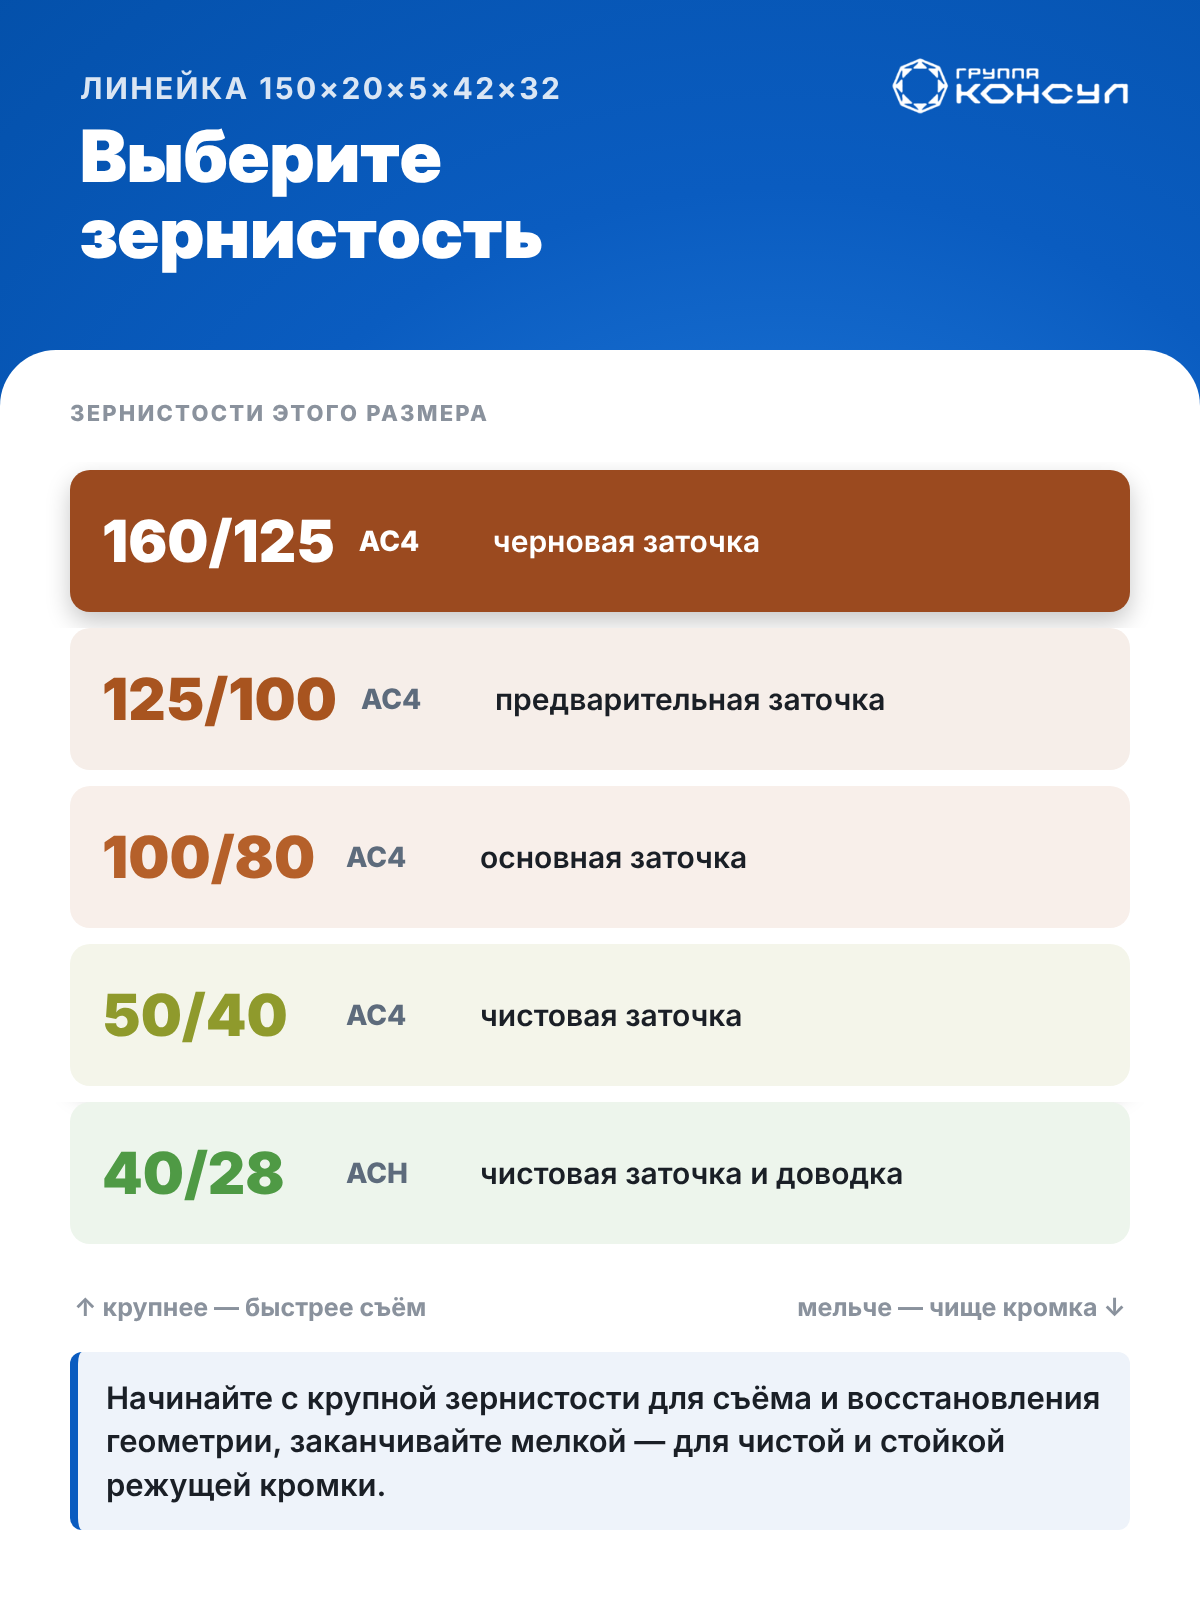 ЛИНЕЙКА 150×20×5×42×32
ГРУППА
КОНСУЛ
Выберите
зернистость
ЗЕРНИСТОСТИ ЭТОГО РАЗМЕРА
160/125 АС4 черновая заточка
125/100 АС4 предварительная заточка
100/80 АС4 основная заточка
50/40 АС4 чистовая заточка
40/28 АСН чистовая заточка и доводка
↑ крупнее — быстрее съём
мельче — чище кромка ↓
Начинайте с крупной зернистости для съёма и восстановления
геометрии, заканчивайте мелкой — для чистой и стойкой
режущей кромки.